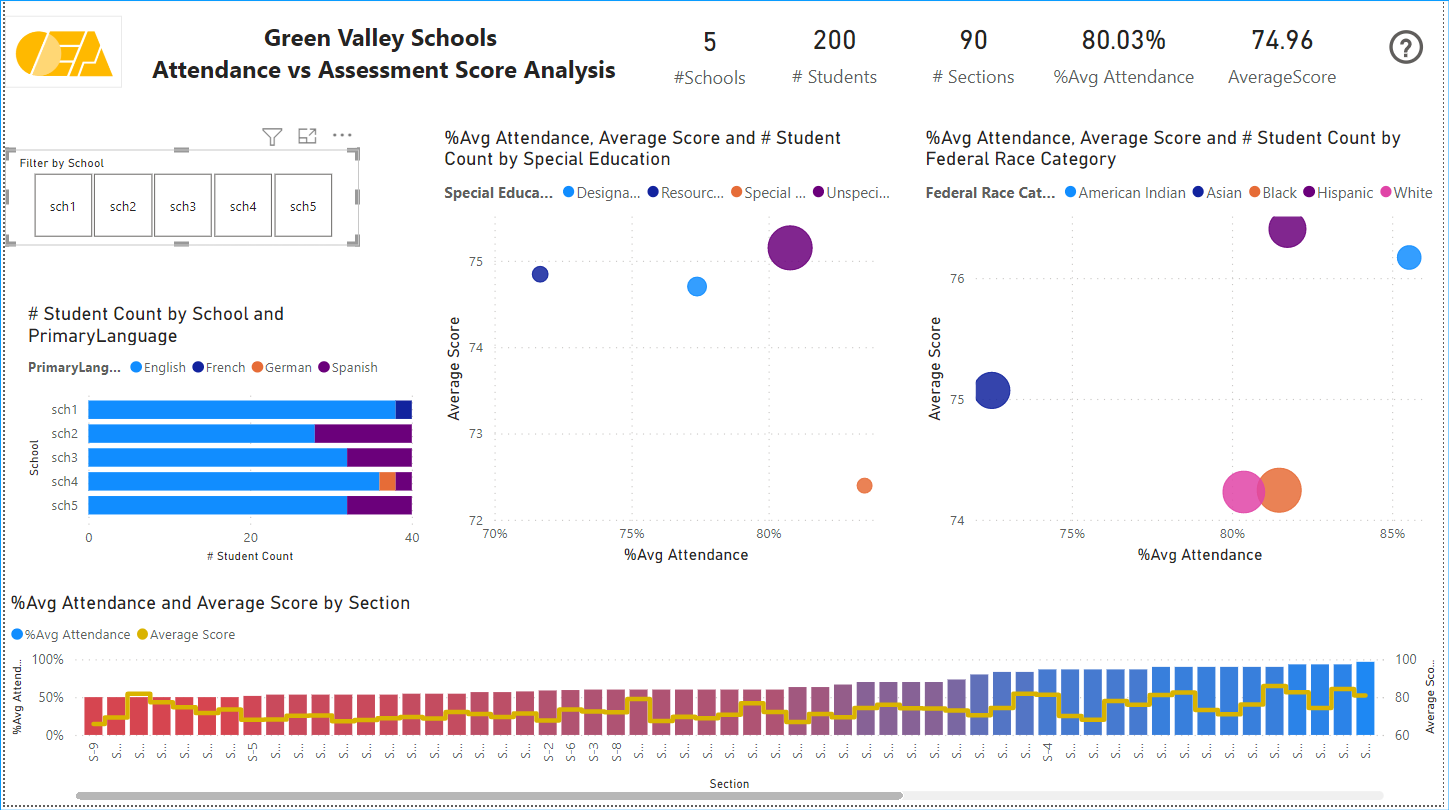 Green Valley Schools
Attendance vs Assessment Score Analysis
5
#Schools
200
# Students
90
# Sections
80.03%
%Avg Attendance
74.96
AverageScore
?
Filter by School
sch1 sch2 sch3 sch4 sch5
# Student Count by School and
PrimaryLanguage
PrimaryLang... English French German Spanish
School
sch1
sch2
sch3
sch4
sch5
0 20 40
# Student Count
%Avg Attendance, Average Score and # Student
Count by Special Education
Special Educa... Designa... Resourc... Special ... Unspeci...
Average Score
75
74
73
72
70% 75% 80%
%Avg Attendance
%Avg Attendance, Average Score and # Student Count by
Federal Race Category
Federal Race Cat... American Indian Asian Black Hispanic White
Average Score
76
75
74
75% 80% 85%
%Avg Attendance
%Avg Attendance and Average Score by Section
%Avg Attendance Average Score
%Avg Attend...
100%
50%
0%
100
80
60
Average Sco...
S-9 S... S... S... S... S... S... S-5 S... S... S... S... S... S... S... S... S... S... S... S... S-2 S-6 S-3 S-8 S... S... S... S... S... S... S... S... S... S... S... S... S... S... S... S... S... S... S-4 S... S... S... S... S... S... S... S... S... S... S... S... S... S...
Section